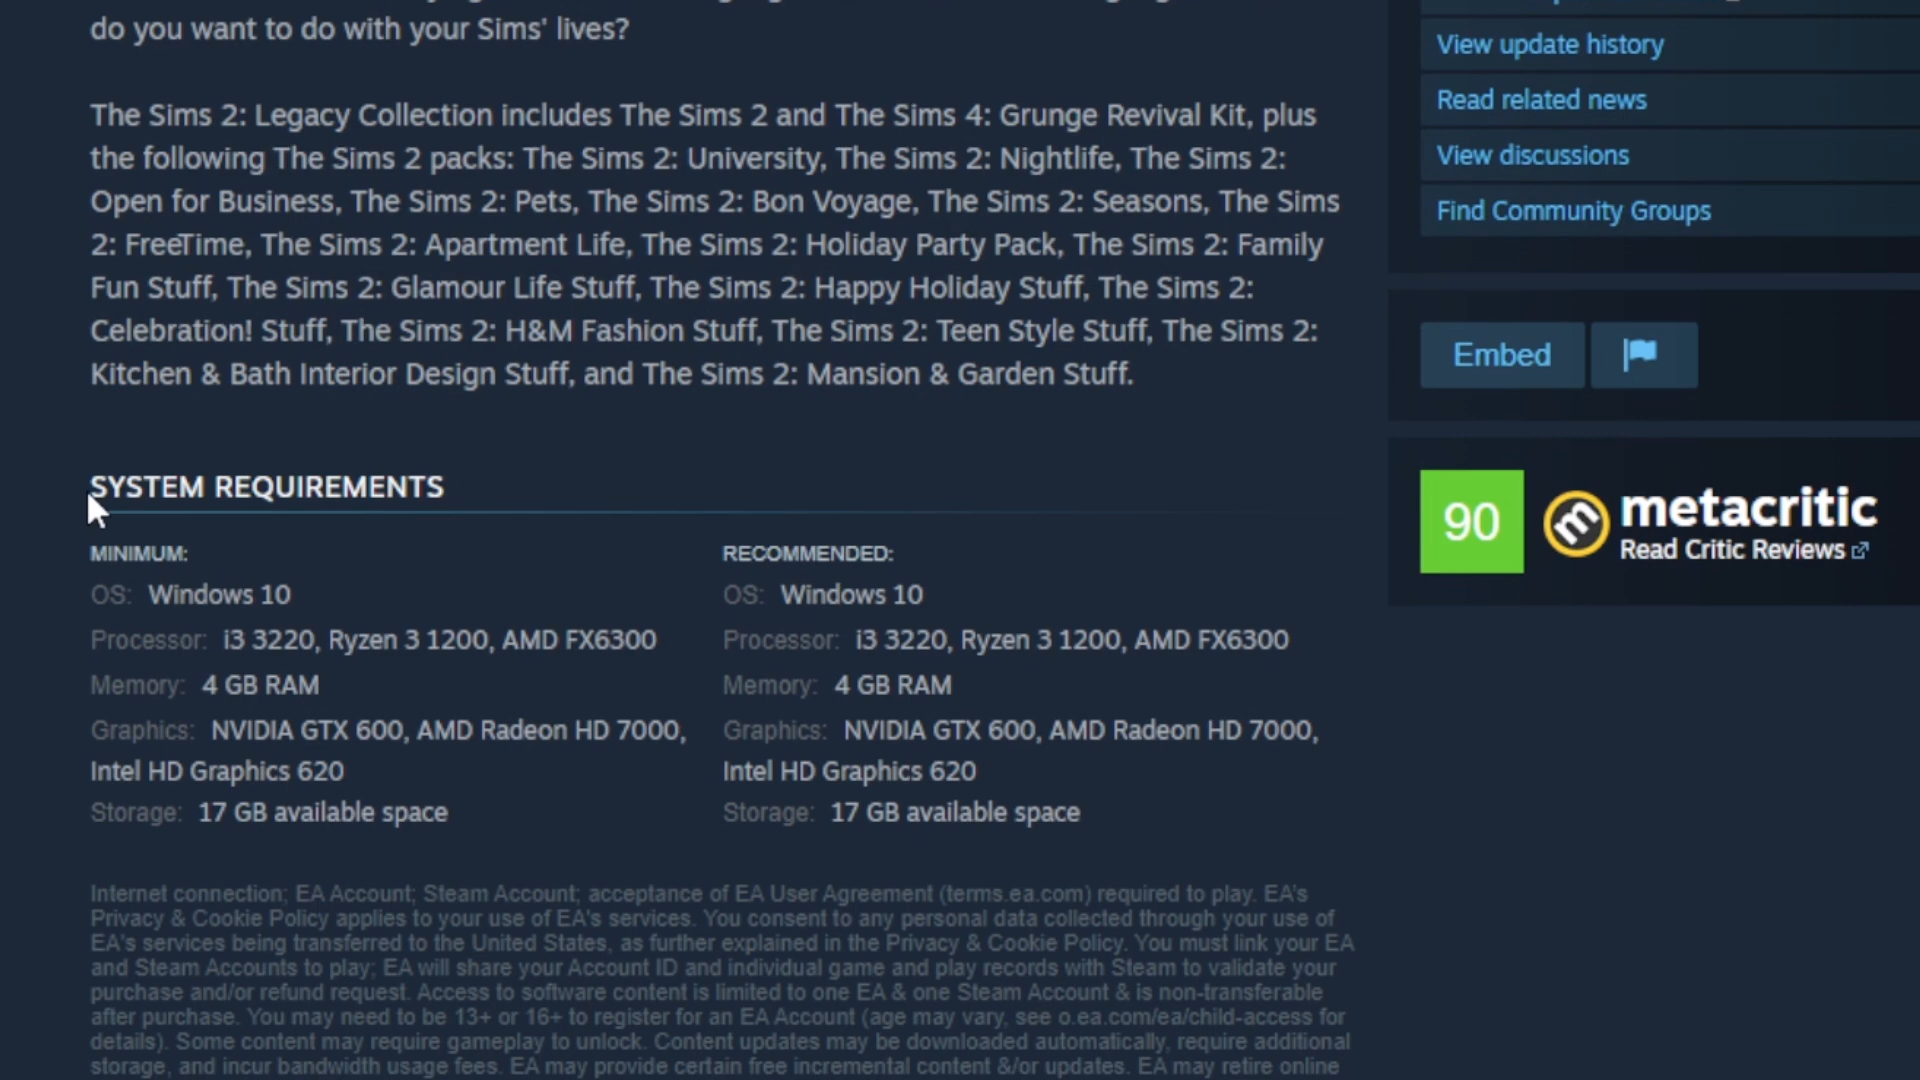 do you want to do with your Sims' lives?
The Sims 2: Legacy Collection includes The Sims 2 and The Sims 4: Grunge Revival Kit, plus
the following The Sims 2 packs: The Sims 2: University, The Sims 2: Nightlife, The Sims 2:
Open for Business, The Sims 2: Pets, The Sims 2: Bon Voyage, The Sims 2: Seasons, The Sims
2: FreeTime, The Sims 2: Apartment Life, The Sims 2: Holiday Party Pack, The Sims 2: Family
Fun Stuff, The Sims 2: Glamour Life Stuff, The Sims 2: Happy Holiday Stuff, The Sims 2:
Celebration! Stuff, The Sims 2: H&M Fashion Stuff, The Sims 2: Teen Style Stuff, The Sims 2:
Kitchen & Bath Interior Design Stuff, and The Sims 2: Mansion & Garden Stuff.
SYSTEM REQUIREMENTS
MINIMUM:
OS: Windows 10
Processor: i3 3220, Ryzen 3 1200, AMD FX6300
Memory: 4 GB RAM
Graphics: NVIDIA GTX 600, AMD Radeon HD 7000,
Intel HD Graphics 620
Storage: 17 GB available space
RECOMMENDED:
OS: Windows 10
Processor: i3 3220, Ryzen 3 1200, AMD FX6300
Memory: 4 GB RAM
Graphics: NVIDIA GTX 600, AMD Radeon HD 7000,
Intel HD Graphics 620
Storage: 17 GB available space
Internet connection; EA Account; Steam Account; acceptance of EA User Agreement (terms.ea.com) required to play. EA's
Privacy & Cookie Policy applies to your use of EA's services. You consent to any personal data collected through your use of
EA's services being transferred to the United States, as further explained in the Privacy & Cookie Policy. You must link your EA
and Steam Accounts to play; EA will share your Account ID and individual game and play records with Steam to validate your
purchase and/or refund request. Access to software content is limited to one EA & one Steam Account & is non-transferable
after purchase. You may need to be 13+ or 16+ to register for an EA Account (age may vary, see o.ea.com/ea/child-access for
details). Some content may require gameplay to unlock. Content updates may be downloaded automatically, require additional
storage, and incur bandwidth usage fees. EA may provide certain free incremental content &/or updates. EA may retire online
View update history
Read related news
View discussions
Find Community Groups
Embed
90
m
metacritic
Read Critic Reviews